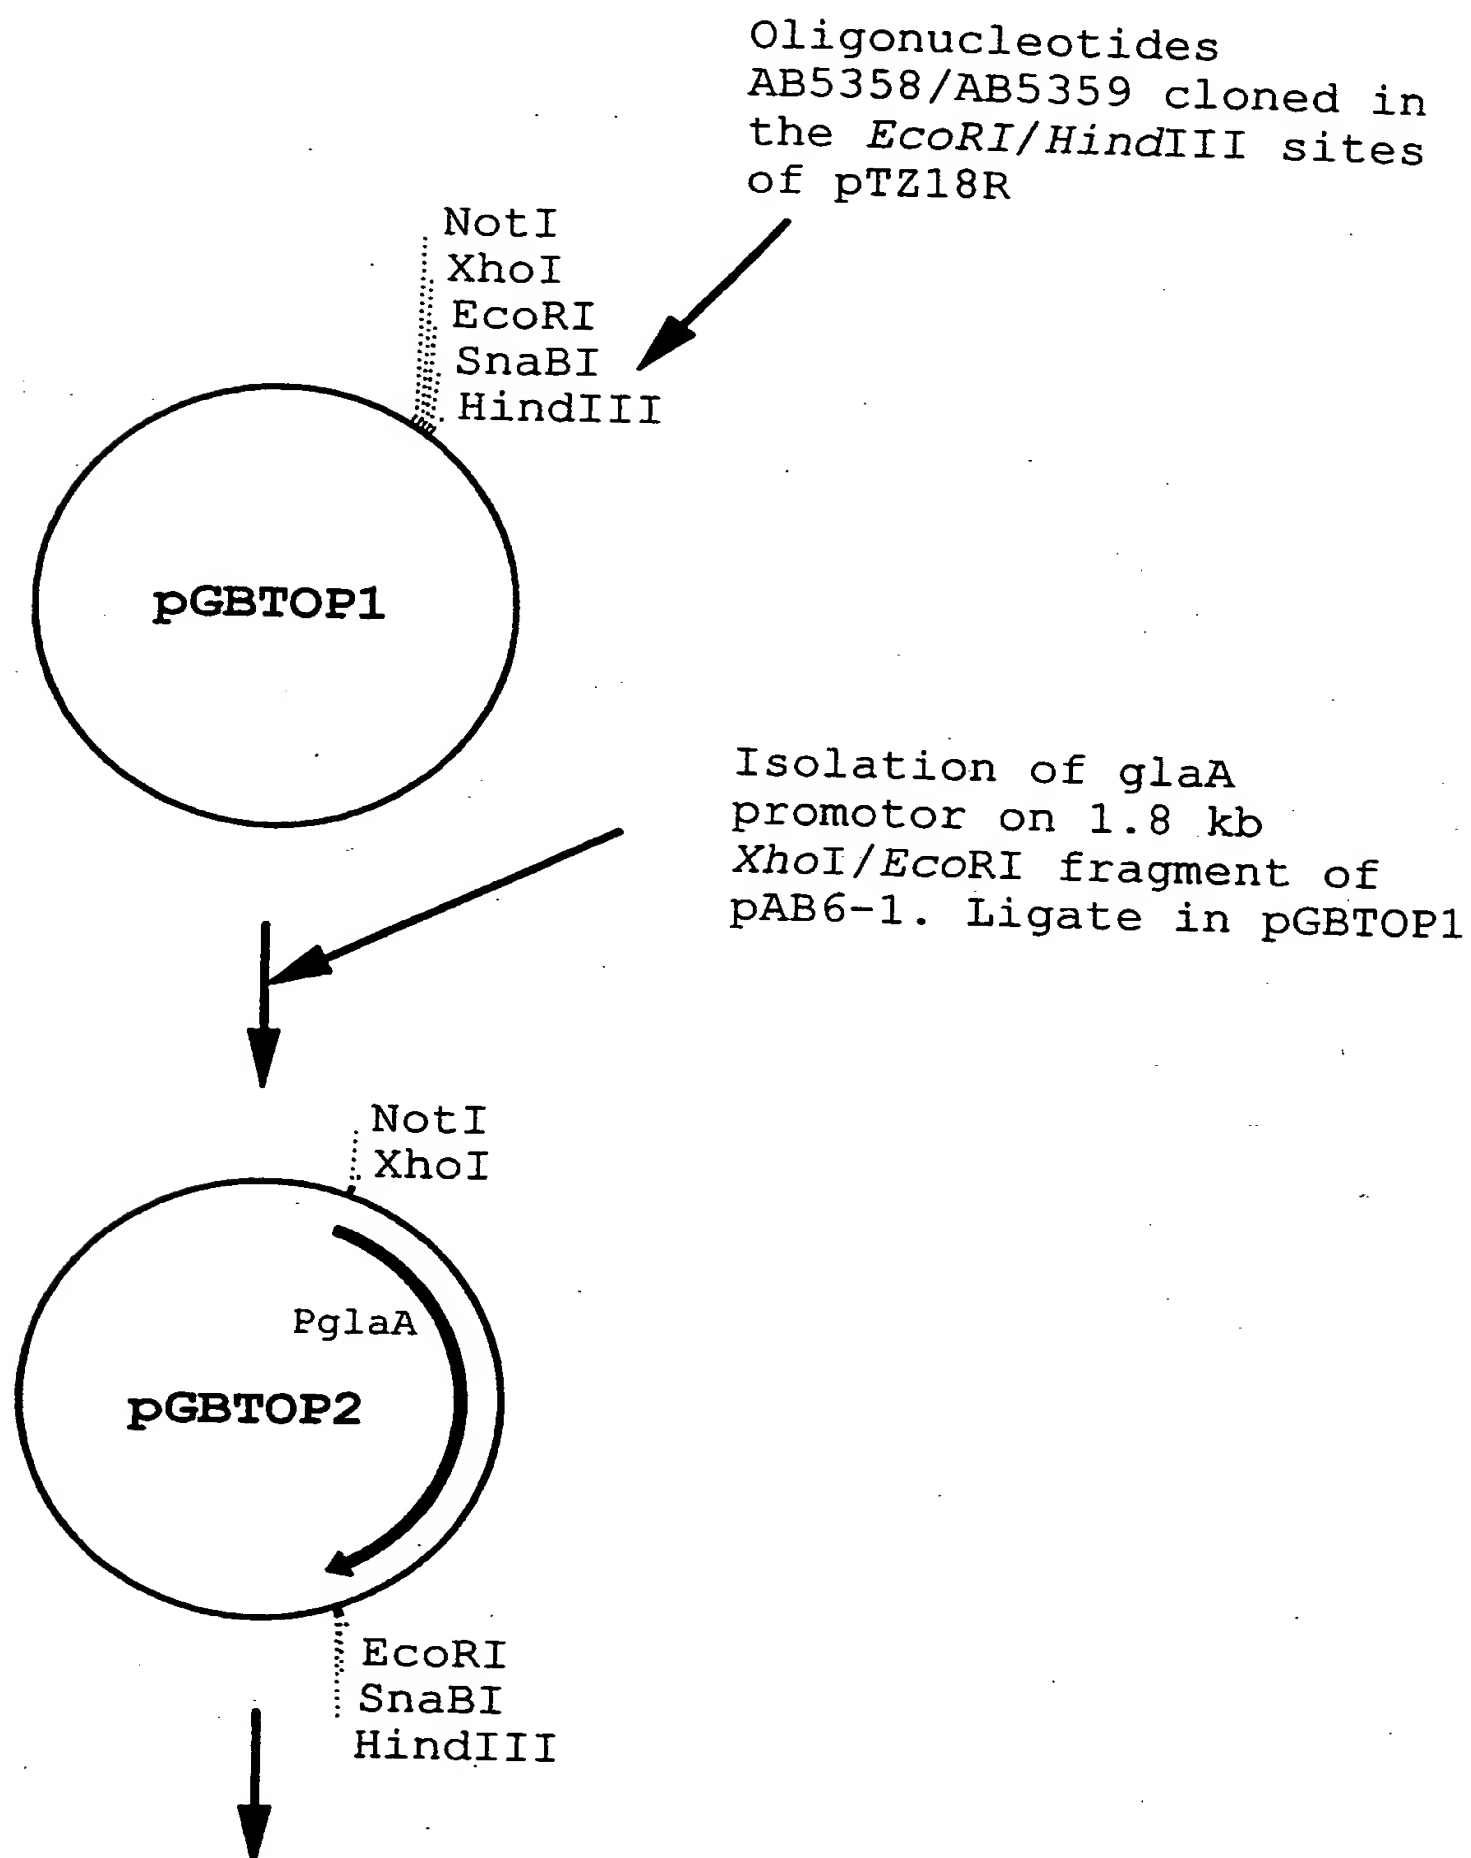 Oligonucleotides
AB5358/AB5359 cloned in
the EcoRI/HindIII sites
of pTZ18R
NotI
XhoI
EcoRI
SnaBI
HindIII
pGBTOP1
Isolation of glaA
promotor on 1.8 kb
XhoI/EcoRI fragment of
pAB6-1. Ligate in pGBTOP1
NotI
XhoI
PglaA
pGBTOP2
EcoRI
SnaBI
HindIII